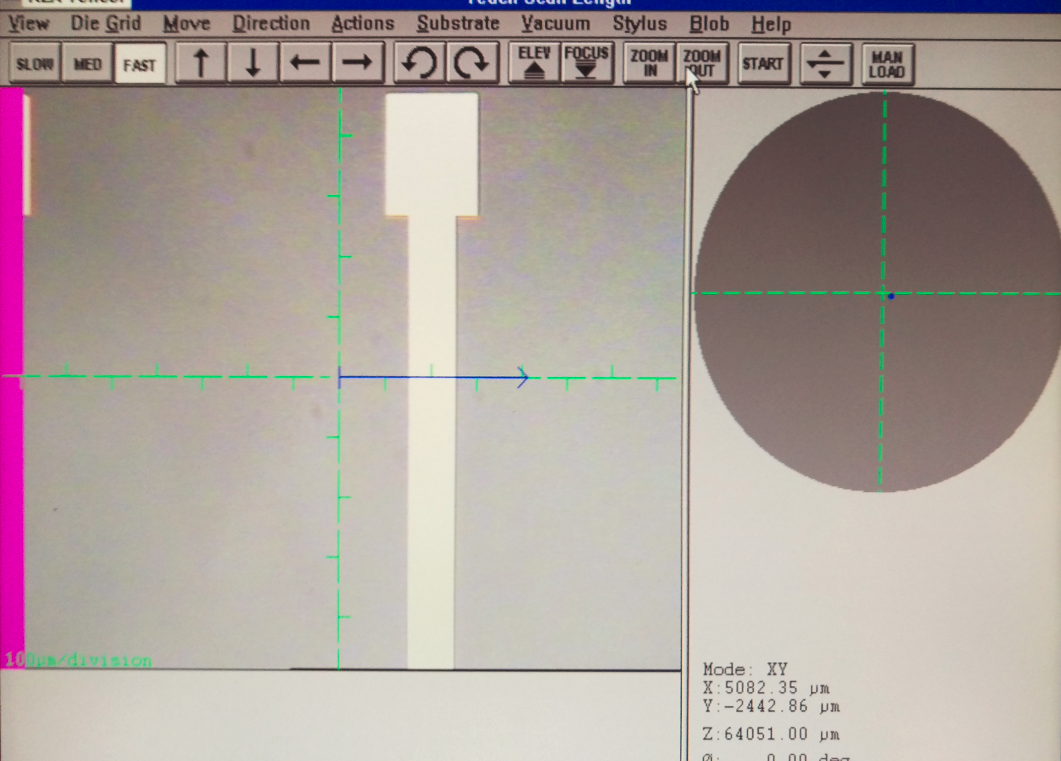 Teach Scan Length
View Die Grid Move Direction Actions Substrate Vacuum Stylus Blob Help
SLOW MED FAST ELEV FOCUS ZOOM IN ZOOM OUT START MAN LOAD
100µm/division
Mode: XY
X:5082.35 µm
Y:-2442.86 µm
Z:64051.00 µm
0.00 deg